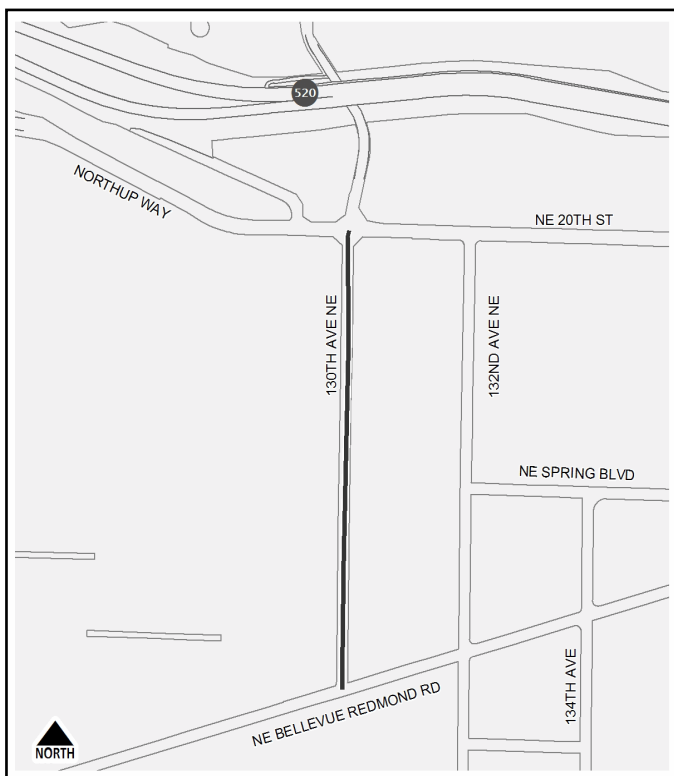 520
NORTHUP WAY
NE 20TH ST
130TH AVE NE
132ND AVE NE
NE SPRING BLVD
134TH AVE
NE BELLEVUE REDMOND RD
NORTH